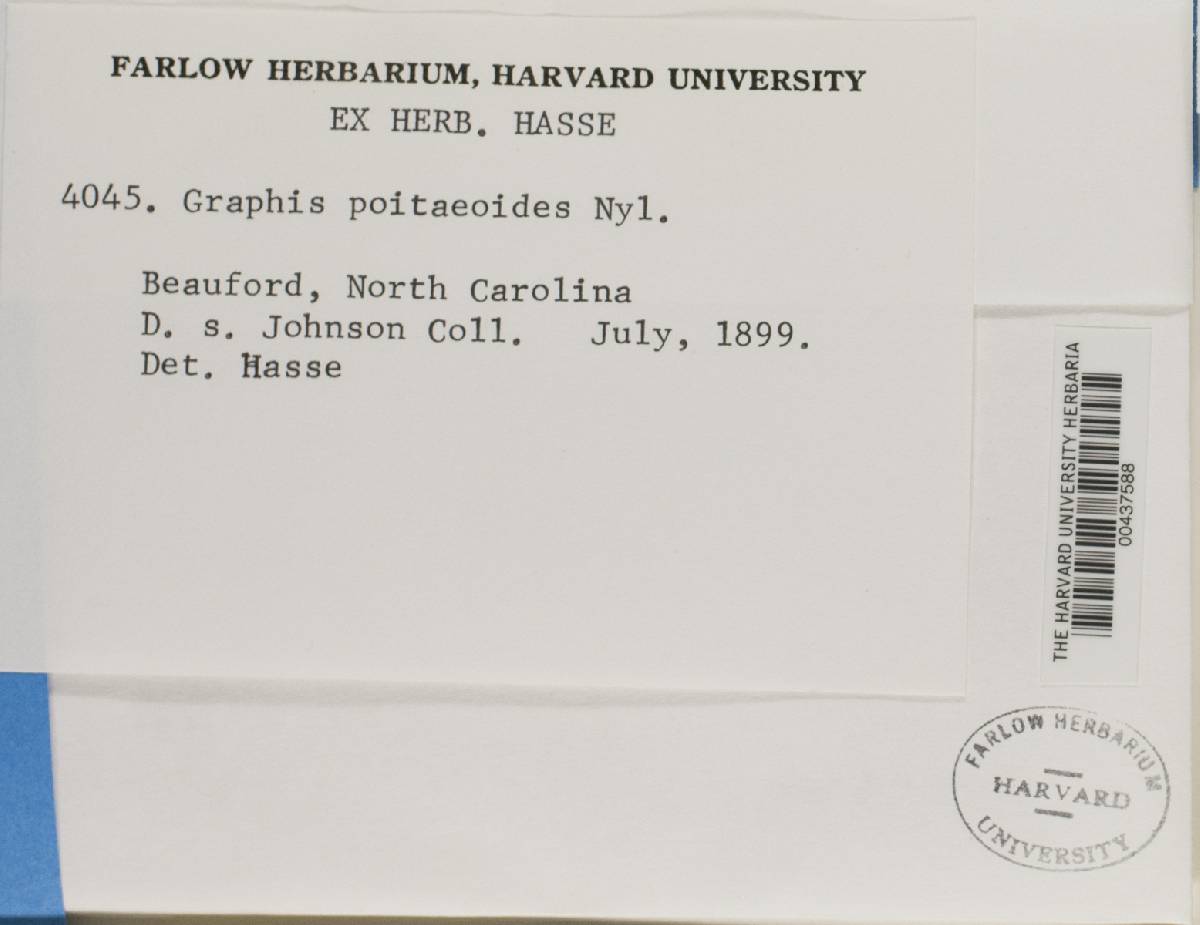 FARLOW HERBARIUM, HARVARD UNIVERSITY
EX HERB. HASSE
4045. Graphis poitaeoides Nyl.
Beauford, North Carolina
D. s. Johnson Coll. July, 1899.
Det. Hasse
THE HARVARD UNIVERSITY HERBARIA
00437588
FARLOW HERBARIUM
HARVARD
UNIVERSITY